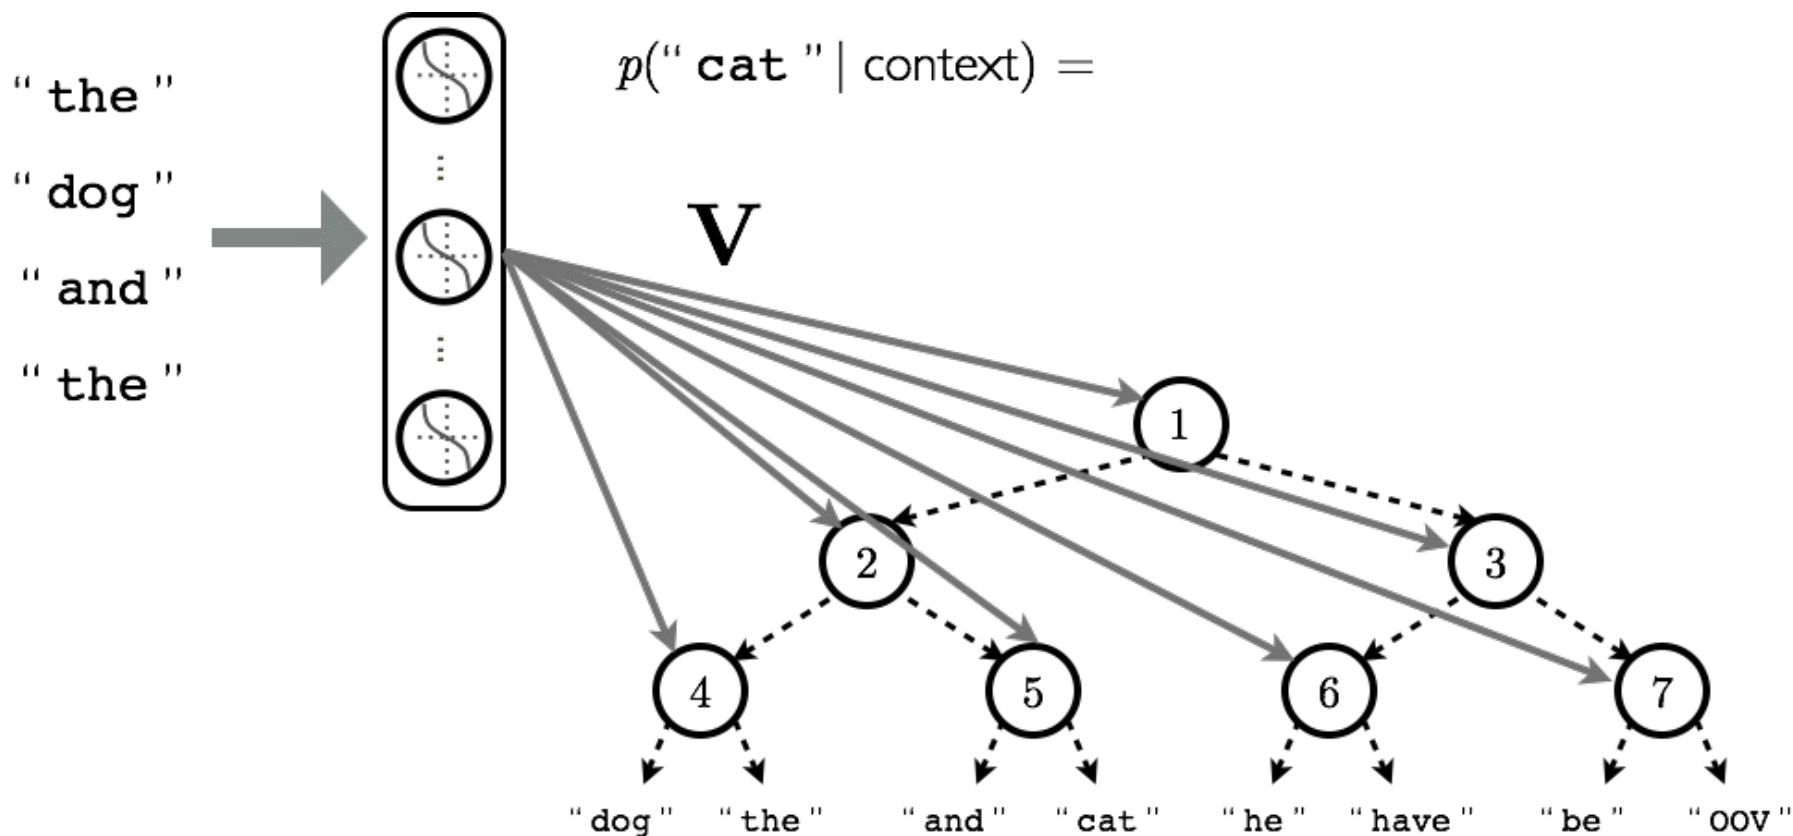 “ the ”
“ dog ”
“ and ”
“ the ”
p(“ cat ” | context) =
V
1
2 3
4 5 6 7
“ dog ” “ the ” “ and ” “ cat ” “ he ” “ have ” “ be ” “ OOV ”